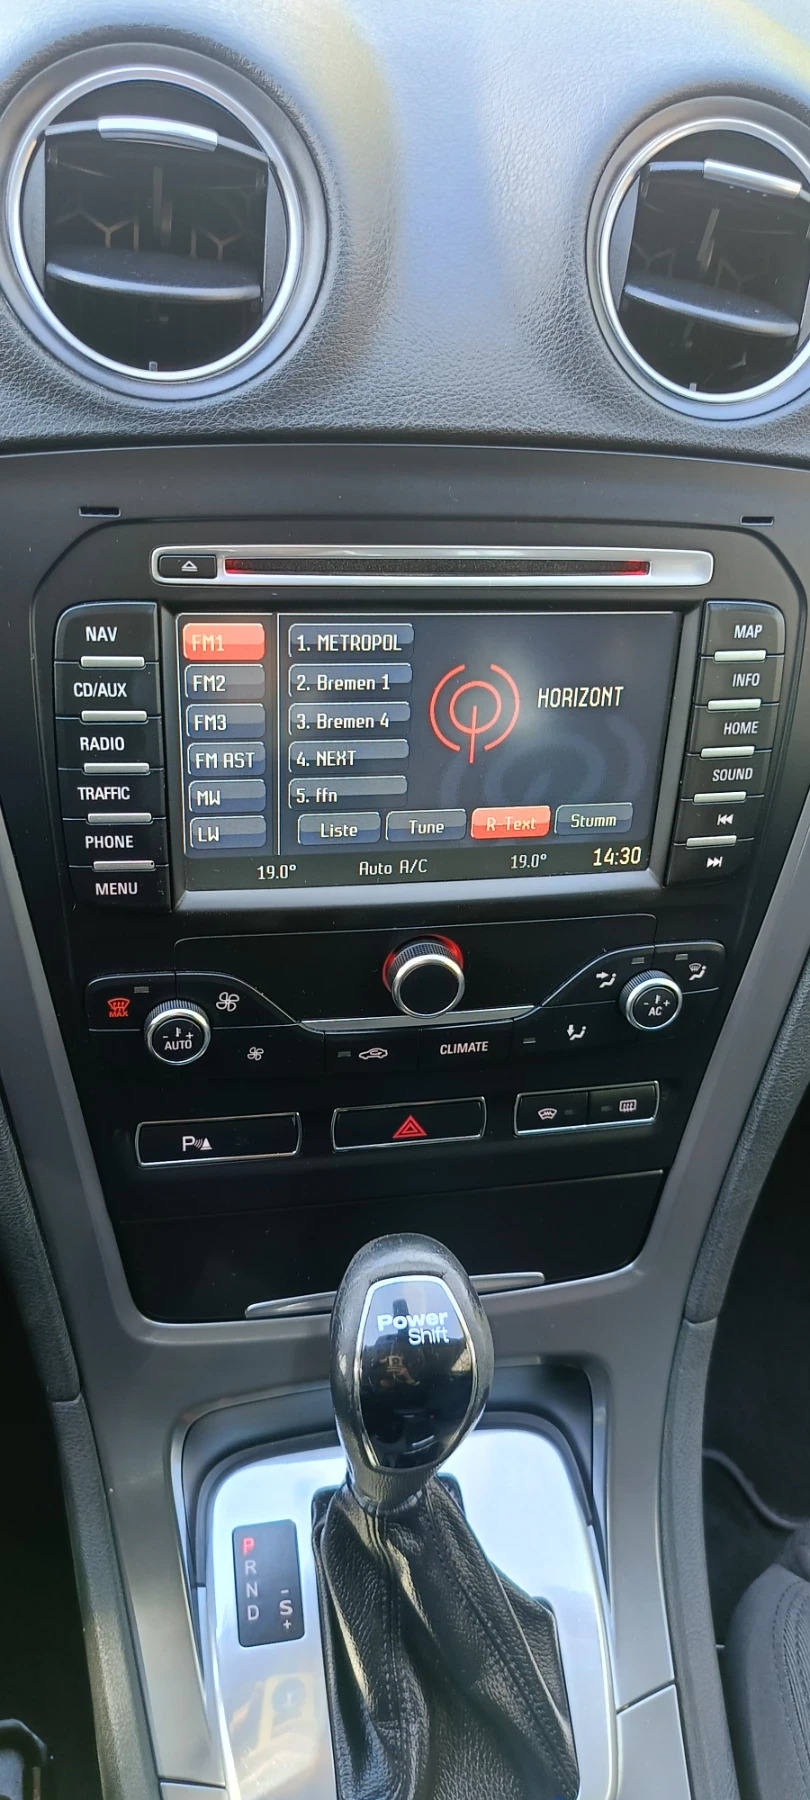 NAV
CD/AUX
RADIO
TRAFFIC
PHONE
MENU
FM1
FM2
FM3
FM AST
MW
LW
1. METROPOL
2. Bremen 1
3. Bremen 4
4. NEXT
5. ffn
HORIZONT
Liste
Tune
R-Text
Stumm
19.0°
Auto A/C
19.0°
14:30
MAP
INFO
HOME
SOUND
MAX
- +
AUTO
CLIMATE
- +
AC
P
Power
Shift
P
R
N
D
-
S
+